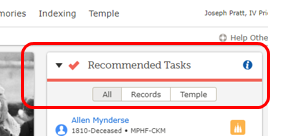 mories Indexing Temple Joseph Pratt, IV Pri
Help Othe
Recommended Tasks
All Records Temple
Allen Mynderse
1810-Deceased • MPHF-CKM